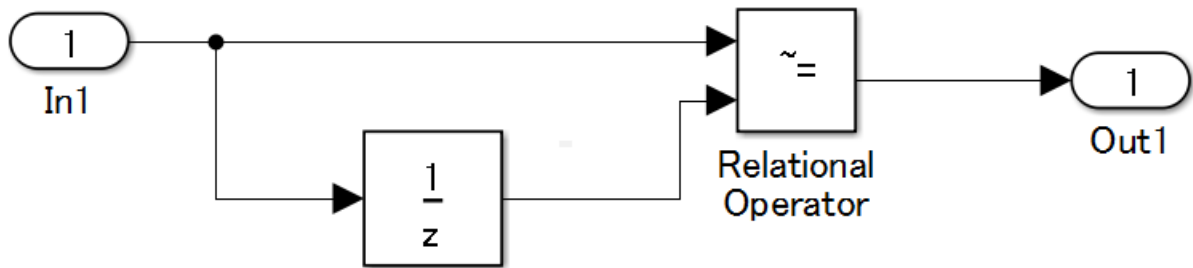 1
In1
1
z
~=
Relational
Operator
1
Out1